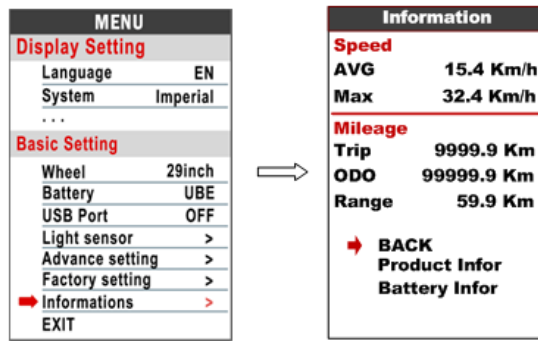 MENU
Display Setting
Language EN
System Imperial
...
Basic Setting
Wheel 29inch
Battery UBE
USB Port OFF
Light sensor >
Advance setting >
Factory setting >
Informations >
EXIT
Information
Speed
AVG 15.4 Km/h
Max 32.4 Km/h
Mileage
Trip 9999.9 Km
ODO 99999.9 Km
Range 59.9 Km
BACK
Product Infor
Battery Infor